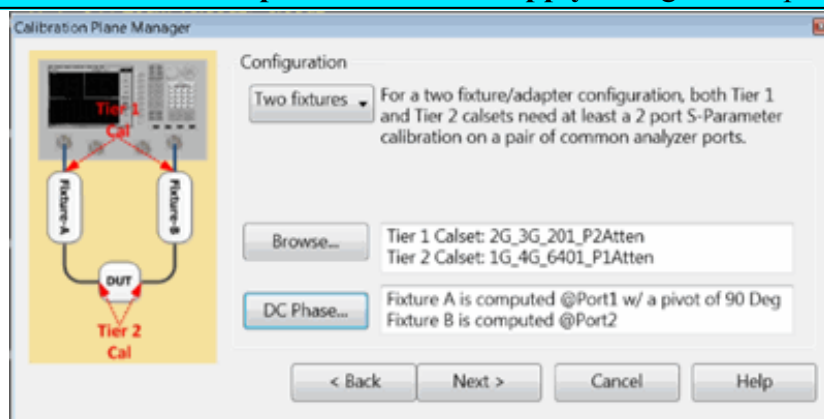 Calibration Plane Manager
Configuration
Two fixtures
For a two fixture/adapter configuration, both Tier 1
and Tier 2 calsets need at least a 2 port S-Parameter
calibration on a pair of common analyzer ports.
Tier 1
Cal
Fixture-A
Fixture-B
DUT
Tier 2
Cal
Browse...
Tier 1 Calset: 2G_3G_201_P2Atten
Tier 2 Calset: 1G_4G_6401_P1Atten
DC Phase...
Fixture A is computed @Port1 w/ a pivot of 90 Deg
Fixture B is computed @Port2
< Back
Next >
Cancel
Help